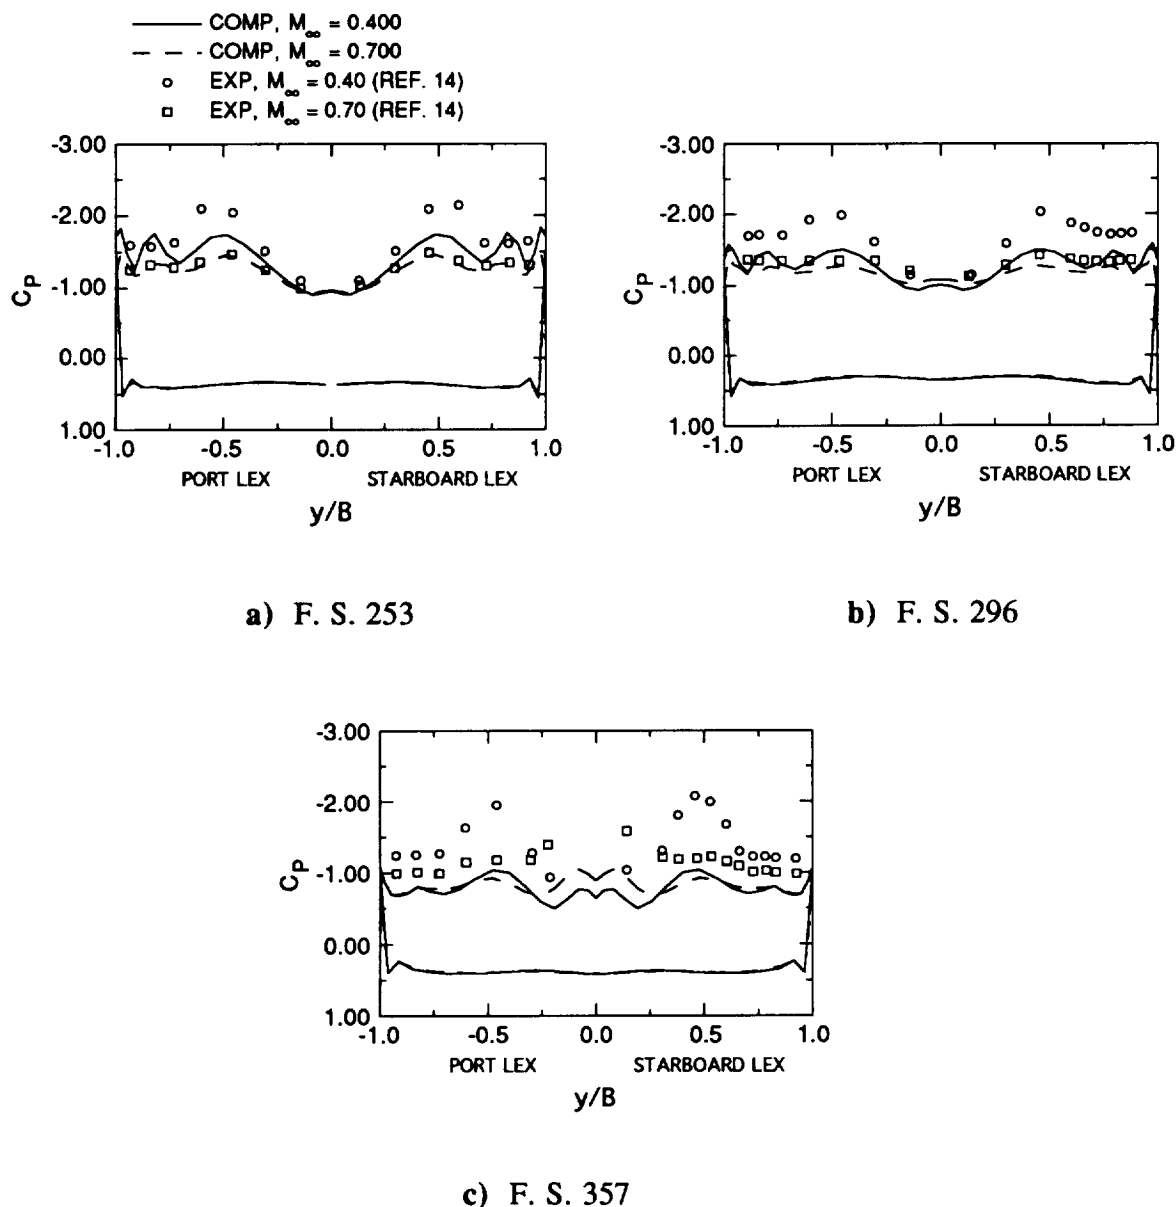 COMP, M∞ = 0.400
COMP, M∞ = 0.700
EXP, M∞ = 0.40 (REF. 14)
EXP, M∞ = 0.70 (REF. 14)
-3.00
-2.00
-1.00
0.00
1.00
CP
-1.0 -0.5 0.0 0.5 1.0
PORT LEX STARBOARD LEX
y/B
a) F. S. 253
-3.00
-2.00
-1.00
0.00
1.00
CP
-1.0 -0.5 0.0 0.5 1.0
PORT LEX STARBOARD LEX
y/B
b) F. S. 296
-3.00
-2.00
-1.00
0.00
1.00
CP
-1.0 -0.5 0.0 0.5 1.0
PORT LEX STARBOARD LEX
y/B
c) F. S. 357